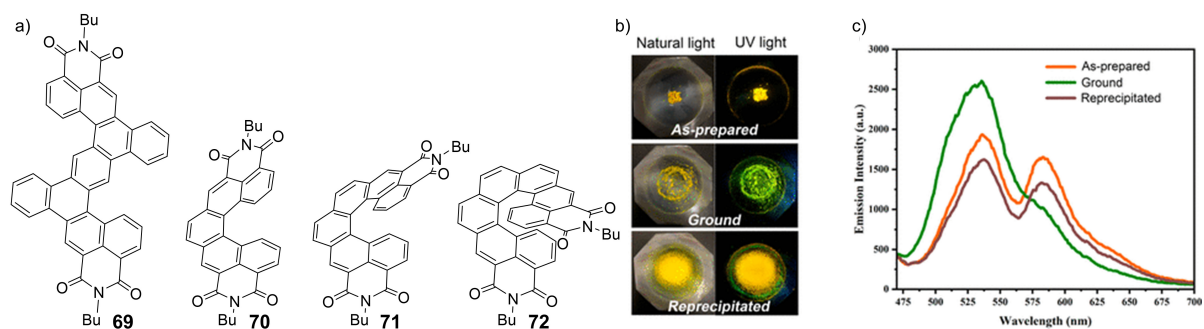 a)
Bu
O N O
O N O
Bu
69
Bu
O N O
O N O
Bu
70
O
N
Bu
O
O N O
Bu
71
O
N
Bu
O
O N O
Bu
72
b)
Natural light UV light
As-prepared
Ground
Reprecipitated
c)
3000
2500
2000
1500
1000
500
0
Emission Intensity (a.u.)
As-prepared
Ground
Reprecipitated
475 500 525 550 575 600 625 650 675 700
Wavelength (nm)